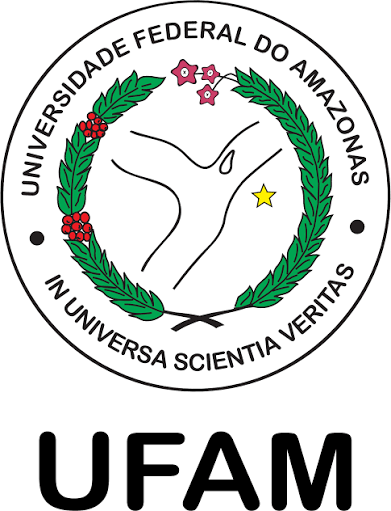 UNIVERSIDADE FEDERAL DO AMAZONAS
IN UNIVERSA SCIENTIA VERITAS
UFAM